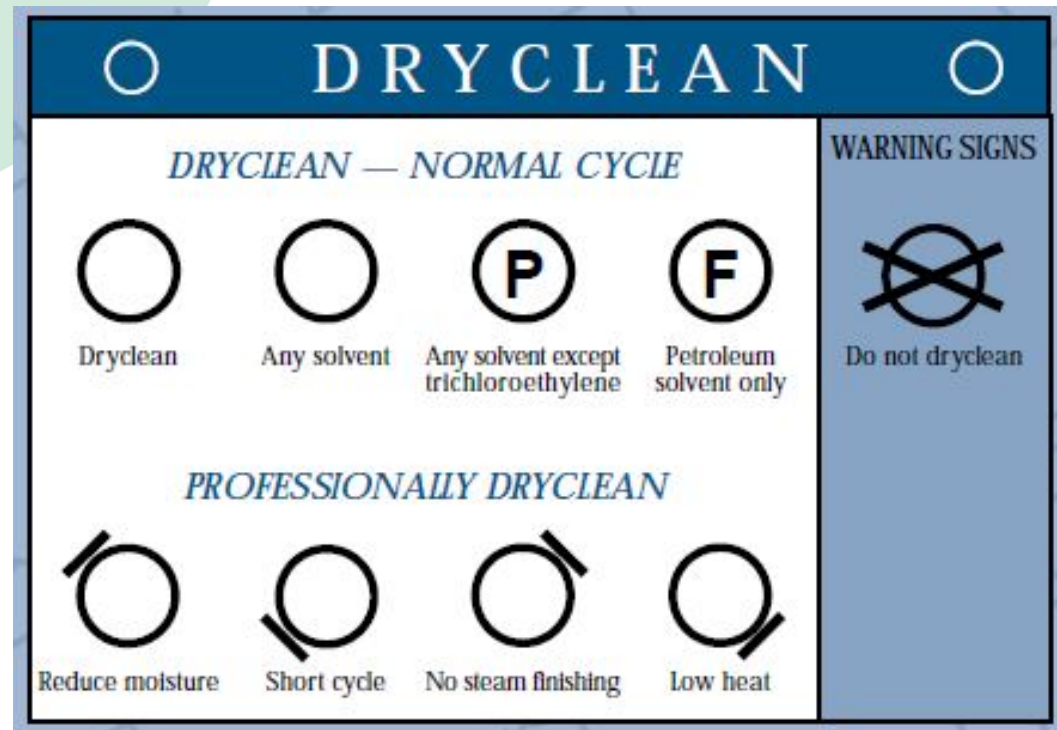 DRYCLEAN
DRYCLEAN — NORMAL CYCLE
WARNING SIGNS
P
F
Dryclean
Any solvent
Any solvent except
trichloroethylene
Petroleum
solvent only
Do not dryclean
PROFESSIONALLY DRYCLEAN
Reduce moisture
Short cycle
No steam finishing
Low heat